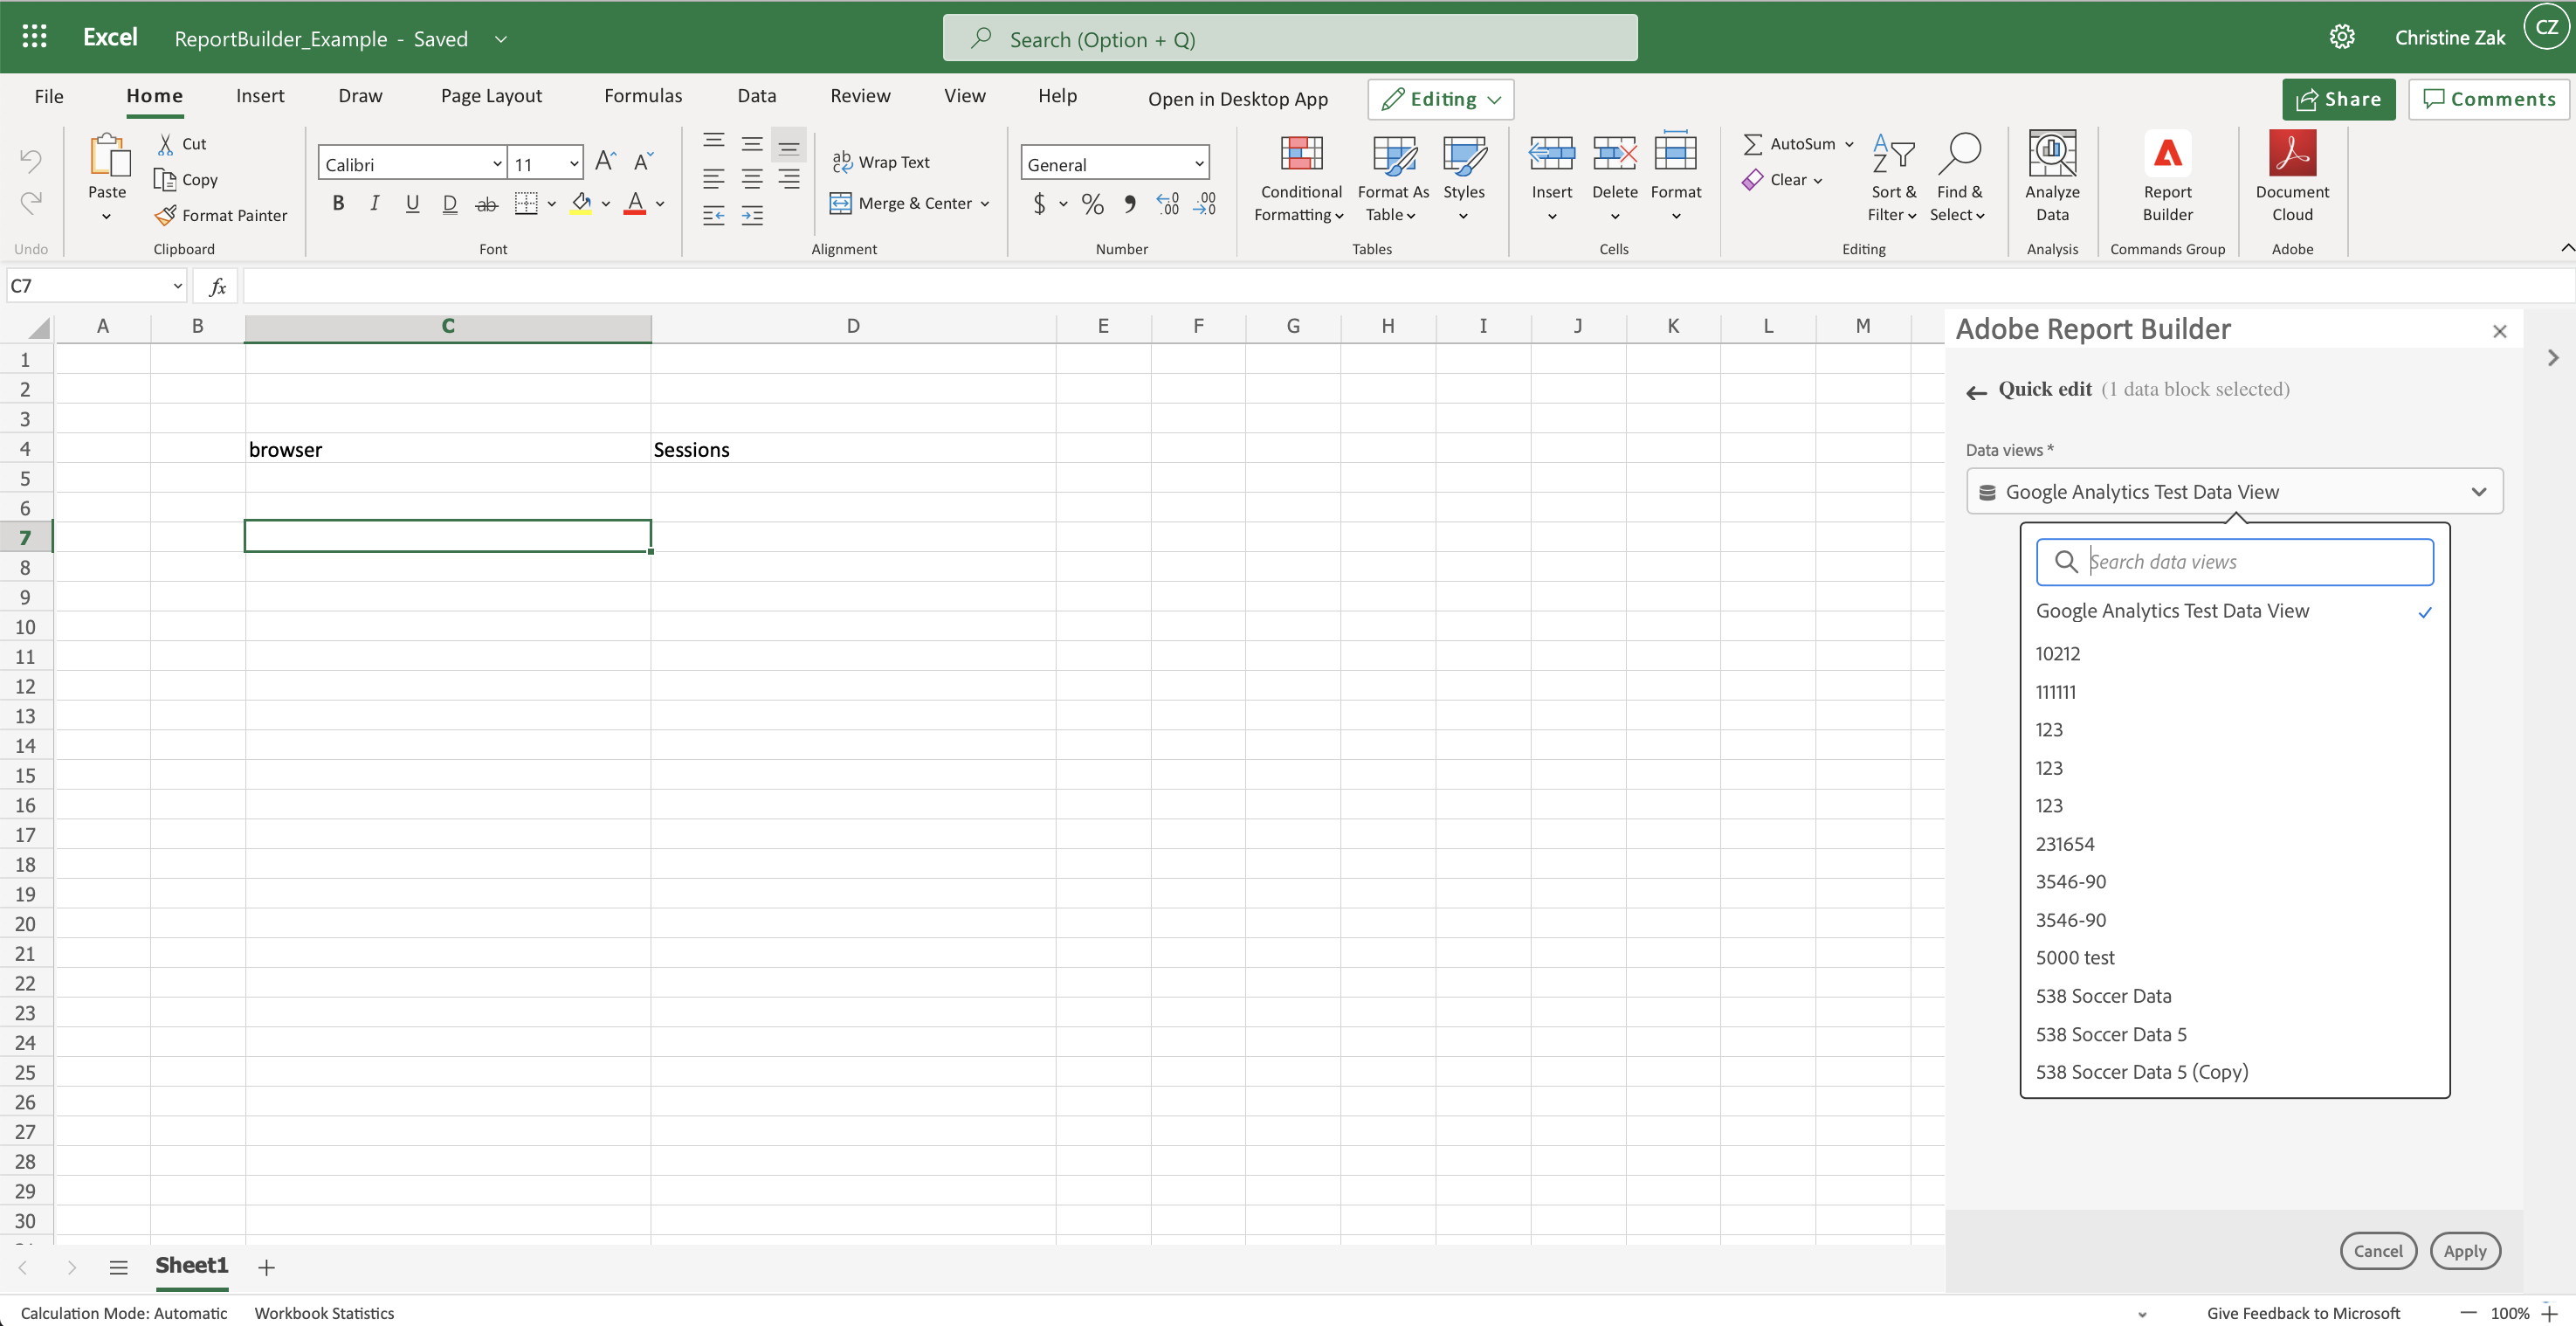 Excel ReportBuilder_Example - Saved
Search (Option + Q)
Christine Zak CZ
File Home Insert Draw Page Layout Formulas Data Review View Help Open in Desktop App Editing Share Comments
Undo
Paste
Cut
Copy
Format Painter
Clipboard
Calibri 11
B I U D ab
Font
Wrap Text
Merge & Center
Alignment
General
$ % 
Number
Conditional Formatting
Format As Table
Styles
Tables
Insert
Delete
Format
Cells
AutoSum
Clear
Sort & Filter
Find & Select
Editing
Analyze Data
Analysis
Report Builder
Commands Group
Document Cloud
Adobe
C7 fx
A B C D E F G H I J K L M
1
2
3
4 browser Sessions
5
6
7
8
9
10
11
12
13
14
15
16
17
18
19
20
21
22
23
24
25
26
27
28
29
30
Adobe Report Builder
Quick edit (1 data block selected)
Data views *
Google Analytics Test Data View
Search data views
Google Analytics Test Data View
10212
111111
123
123
123
231654
3546-90
3546-90
5000 test
538 Soccer Data
538 Soccer Data 5
538 Soccer Data 5 (Copy)
Cancel Apply
Sheet1
Calculation Mode: Automatic Workbook Statistics
Give Feedback to Microsoft 100%